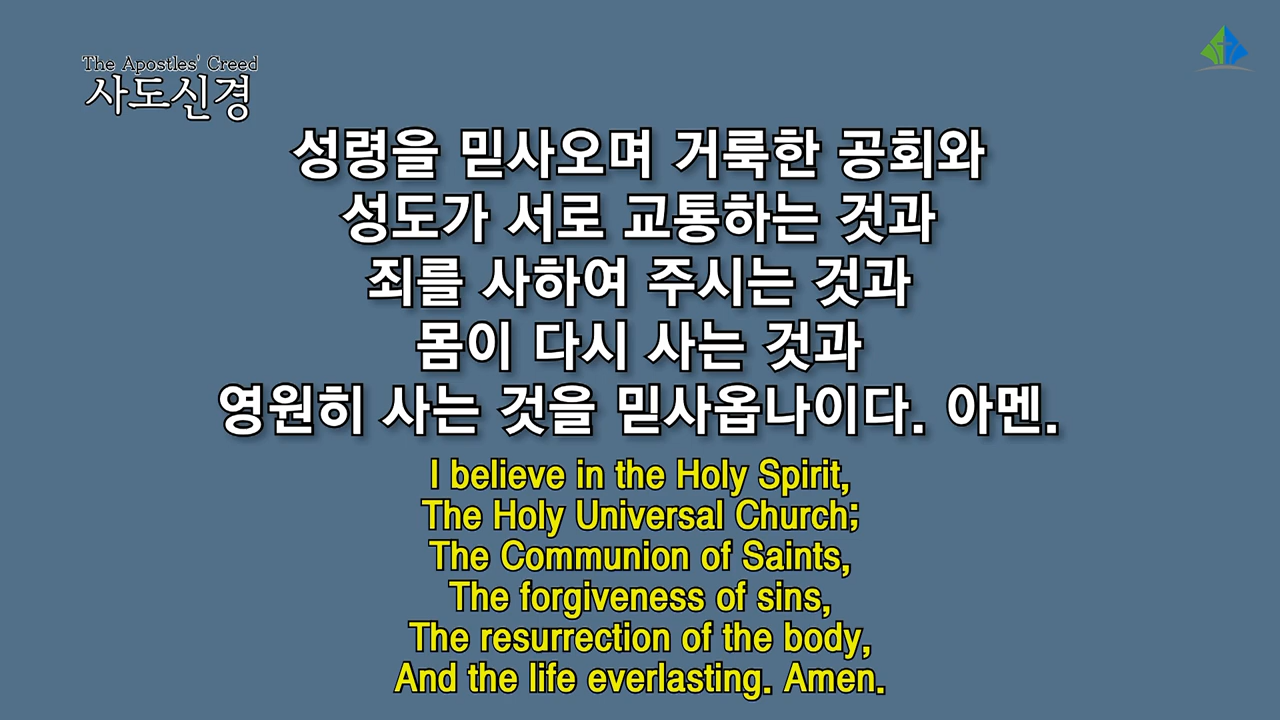 The Apostles' Creed
사도신경
성령을 믿사오며 거룩한 공회와
성도가 서로 교통하는 것과
죄를 사하여 주시는 것과
몸이 다시 사는 것과
영원히 사는 것을 믿사옵나이다. 아멘.
I believe in the Holy Spirit,
The Holy Universal Church;
The Communion of Saints,
The forgiveness of sins,
The resurrection of the body,
And the life everlasting. Amen.